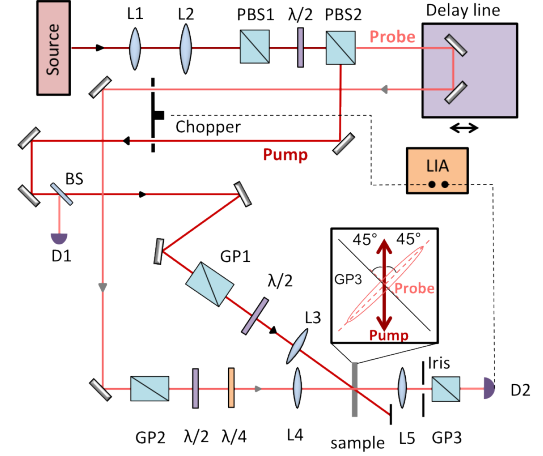 Source
L1
L2
PBS1
λ/2
PBS2
Probe
Delay line
Chopper
Pump
LIA
BS
D1
GP1
λ/2
L3
45°
45°
GP3
Probe
Pump
Iris
D2
GP2
λ/2
λ/4
L4
sample
L5
GP3